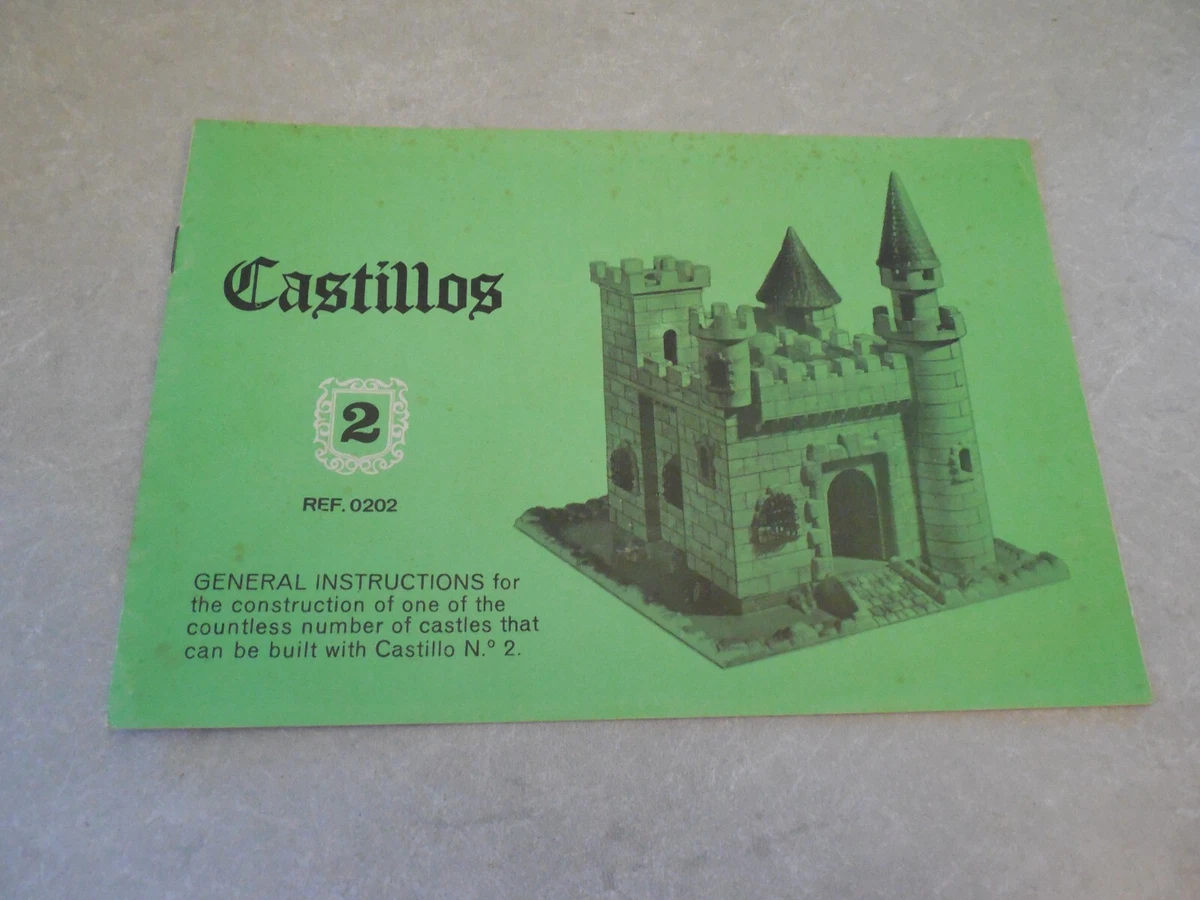 Castillos
2
REF. 0202
GENERAL INSTRUCTIONS for
the construction of one of the
countless number of castles that
can be built with Castillo N.º 2.